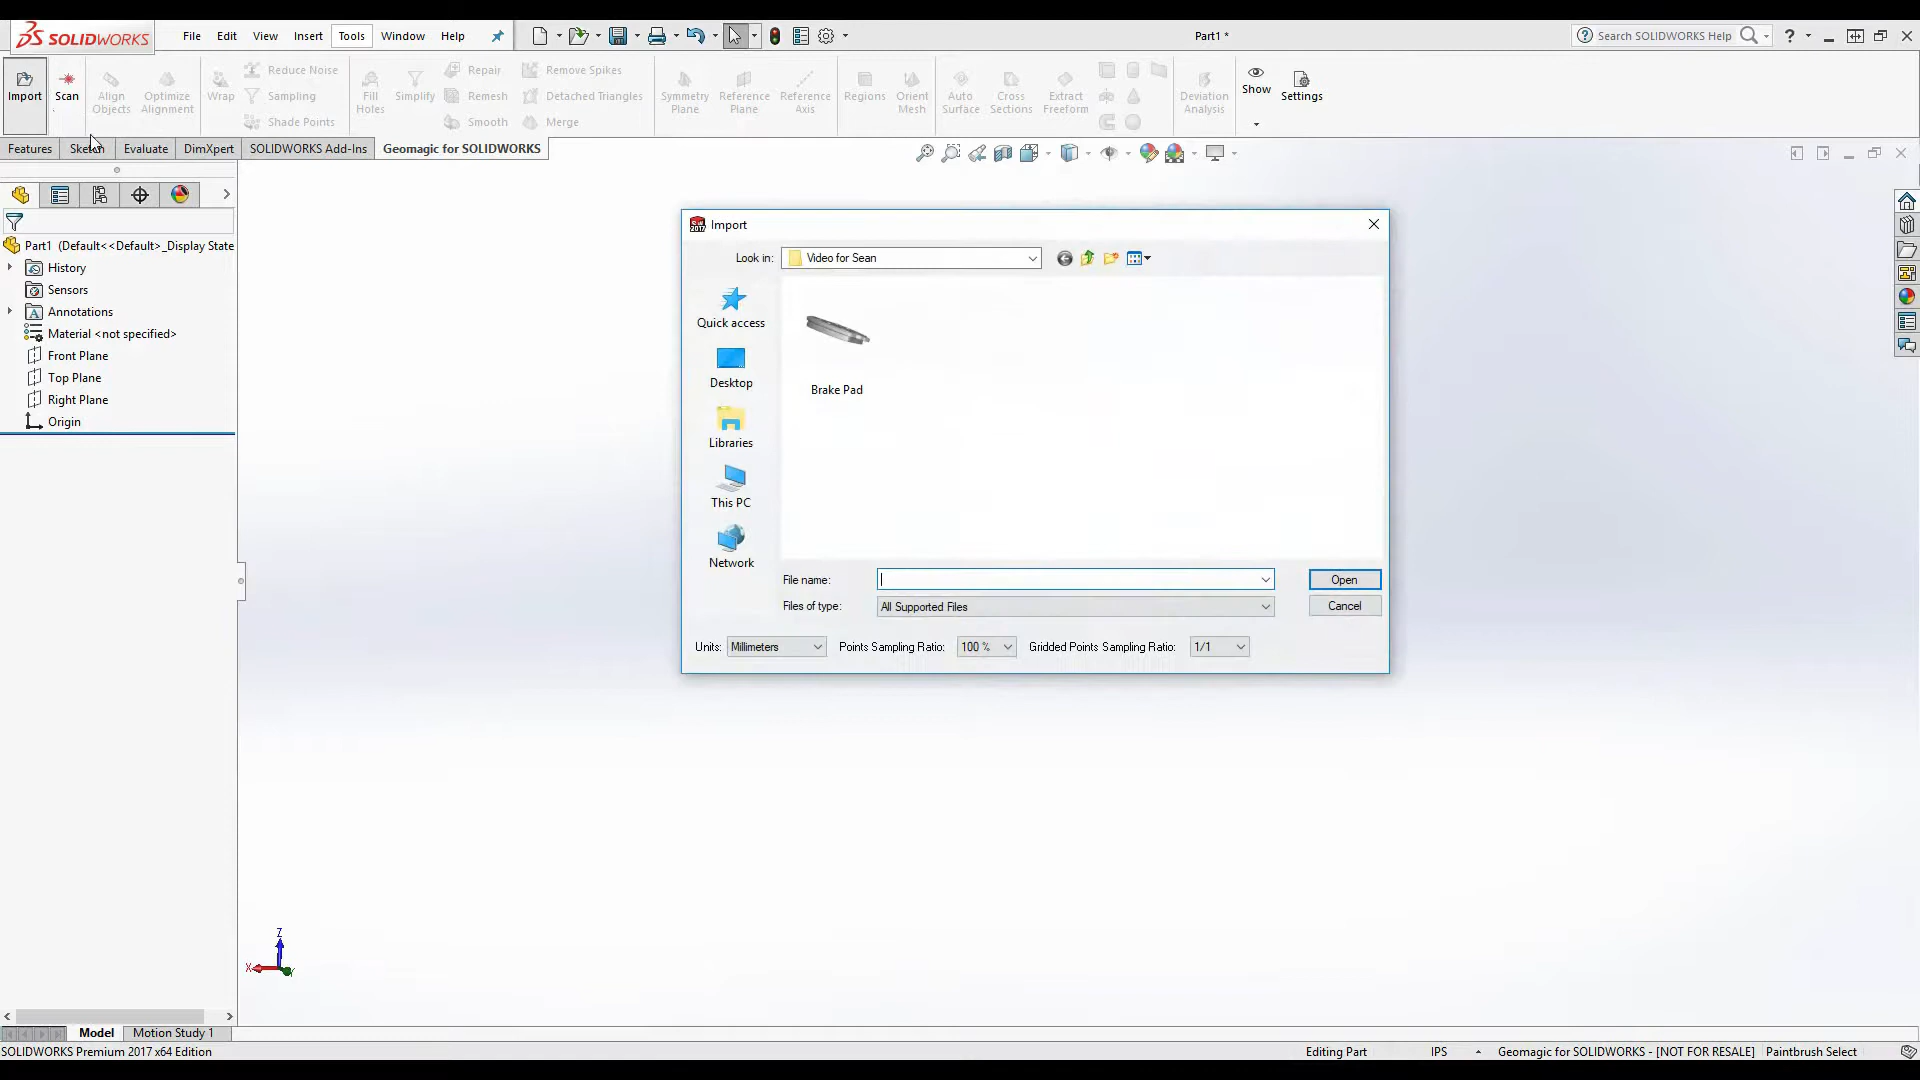 SOLIDWORKS
File Edit View Insert Tools Window Help
Part1 *
Search SOLIDWORKS Help
?
Import
Scan
Align Objects
Optimize Alignment
Wrap
Reduce Noise
Sampling
Shade Points
Fill Holes
Simplify
Repair
Remesh
Smooth
Remove Spikes
Detached Triangles
Merge
Symmetry Plane
Reference Plane
Reference Axis
Regions
Orient Mesh
Auto Surface
Cross Sections
Extract Freeform
Deviation Analysis
Show
Settings
Features Sketch Evaluate DimXpert SOLIDWORKS Add-Ins Geomagic for SOLIDWORKS
Part1 (Default<<Default>_Display State
History
Sensors
Annotations
Material <not specified>
Front Plane
Top Plane
Right Plane
Origin
Import
Look in: Video for Sean
Quick access
Desktop
Libraries
This PC
Network
Brake Pad
File name:
Open
Files of type: All Supported Files
Cancel
Units: Millimeters Points Sampling Ratio: 100 % Gridded Points Sampling Ratio: 1/1
Z
X
Model Motion Study 1
SOLIDWORKS Premium 2017 x64 Edition
Editing Part IPS Geomagic for SOLIDWORKS - [NOT FOR RESALE] Paintbrush Select